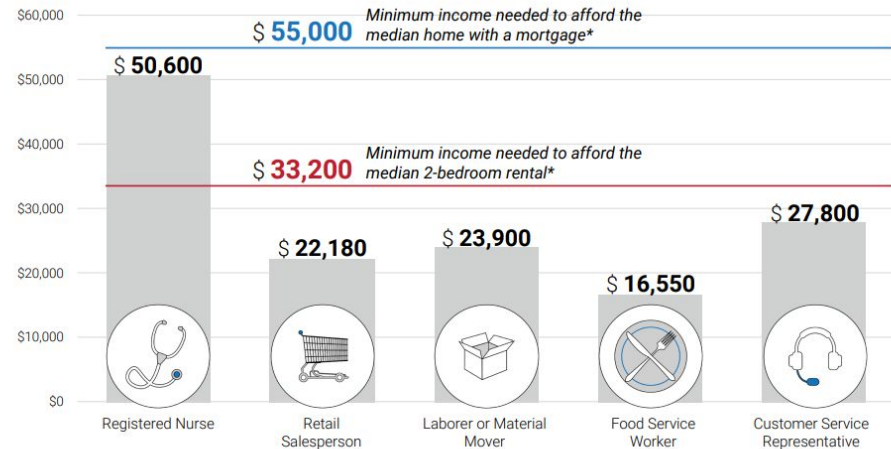 $60,000
Minimum income needed to afford the
$ 55,000 median home with a mortgage*
$ 50,600
$50,000
$40,000
Minimum income needed to afford the
$ 33,200 median 2-bedroom rental*
$30,000
$ 27,800
$ 22,180
$ 23,900
$20,000
$ 16,550
$10,000
$0
Registered Nurse
Retail
Salesperson
Laborer or Material
Mover
Food Service
Worker
Customer Service
Representative